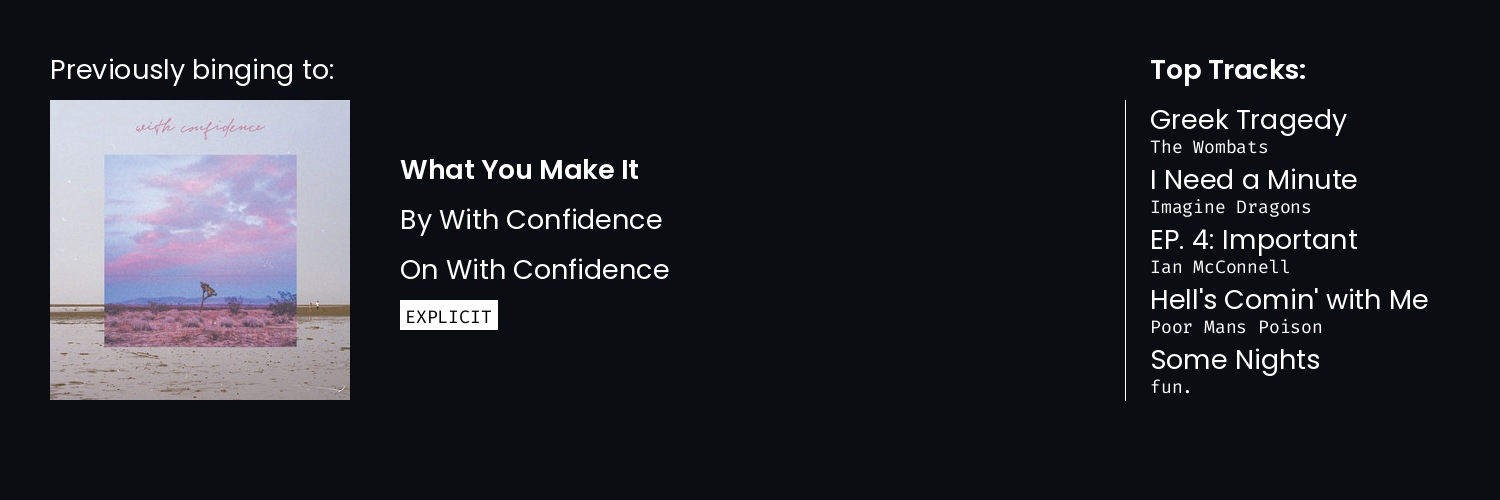 Previously binging to:
with confidence
What You Make It
By With Confidence
On With Confidence
EXPLICIT
Top Tracks:
Greek Tragedy
The Wombats
I Need a Minute
Imagine Dragons
EP. 4: Important
Ian McConnell
Hell's Comin' with Me
Poor Mans Poison
Some Nights
fun.